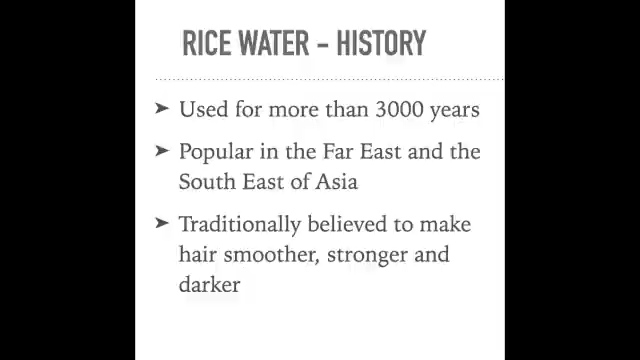 RICE WATER – HISTORY
➤ Used for more than 3000 years
➤ Popular in the Far East and the
South East of Asia
➤ Traditionally believed to make
hair smoother, stronger and
darker